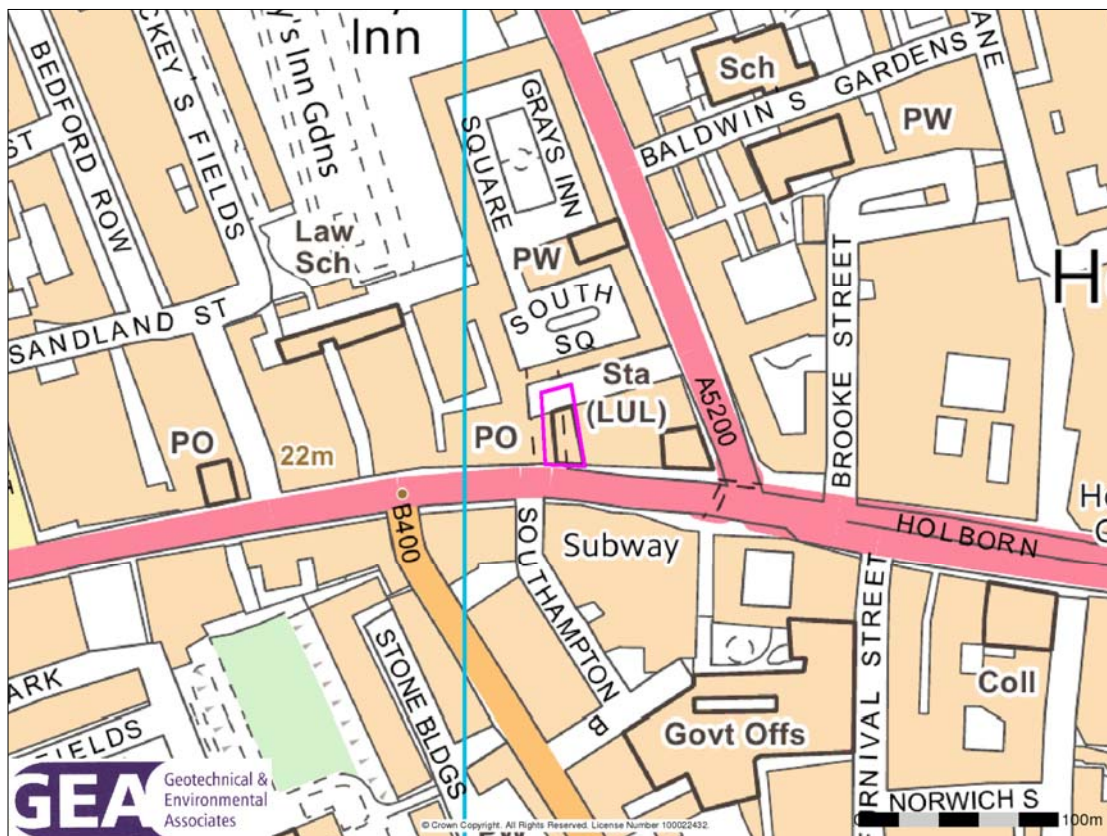 Inn
y's Inn Gdns
CKEY'S FIELDS
BEDFORD ROW
ST
Sch
BALDWIN'S GARDENS
ANE
PW
GRAYS INN
SQUARE
Law
Sch
PW
SOUTH
SQ
H
SANDLAND ST
Sta
(LUL)
A5200
BROOKE STREET
PO
22m
PO
B400
HOLBORN
Subway
SOUTHAMPTON B
STONE BLDGS
FURNIVAL STREET
Coll
Govt Offs
ARK
FIELDS
NORWICH S
100m
GEA
Geotechnical &
Environmental
Associates
© Crown Copyright. All Rights Reserved. License Number 100022432.